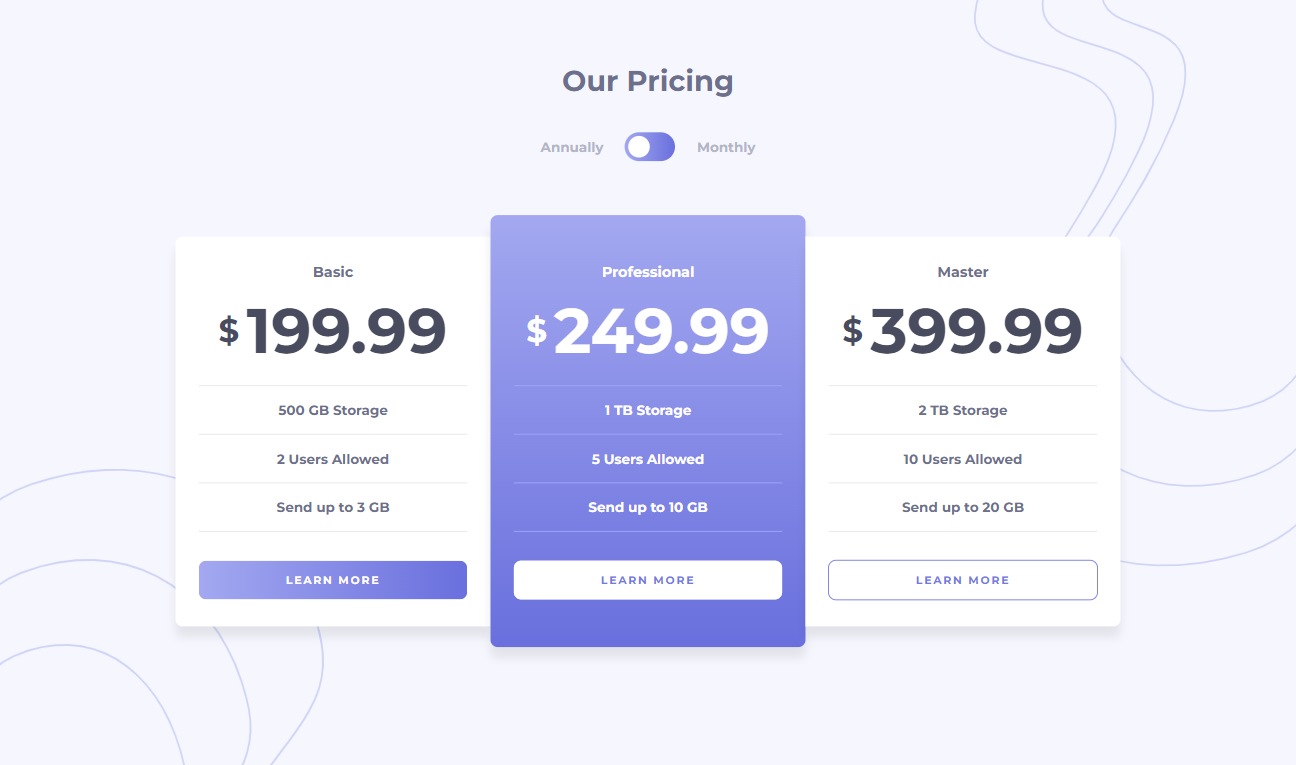 Our Pricing
Annually Monthly
Basic
$199.99
500 GB Storage
2 Users Allowed
Send up to 3 GB
LEARN MORE
Professional
$249.99
1 TB Storage
5 Users Allowed
Send up to 10 GB
LEARN MORE
Master
$399.99
2 TB Storage
10 Users Allowed
Send up to 20 GB
LEARN MORE